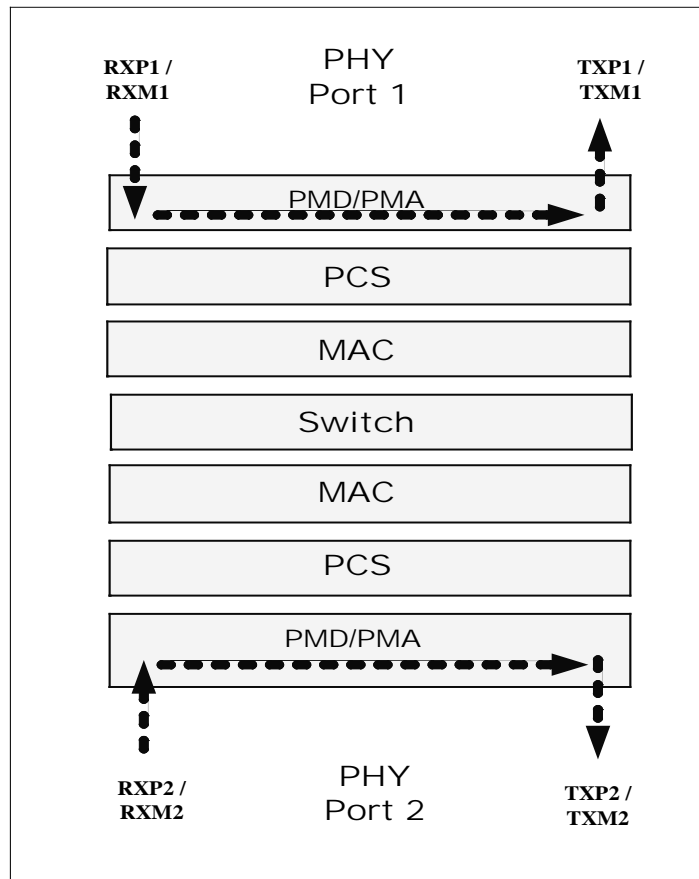 RXP1 /
RXM1
PHY
Port 1
TXP1 /
TXM1
PMD/PMA
PCS
MAC
Switch
MAC
PCS
PMD/PMA
RXP2 /
RXM2
PHY
Port 2
TXP2 /
TXM2